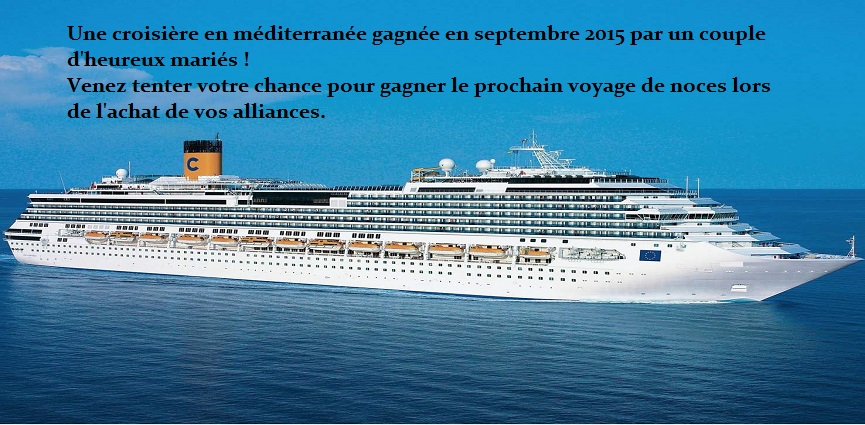 Une croisière en méditerranée gagnée en septembre 2015 par un couple
d'heureux mariés !
Venez tenter votre chance pour gagner le prochain voyage de noces lors
de l'achat de vos alliances.
C